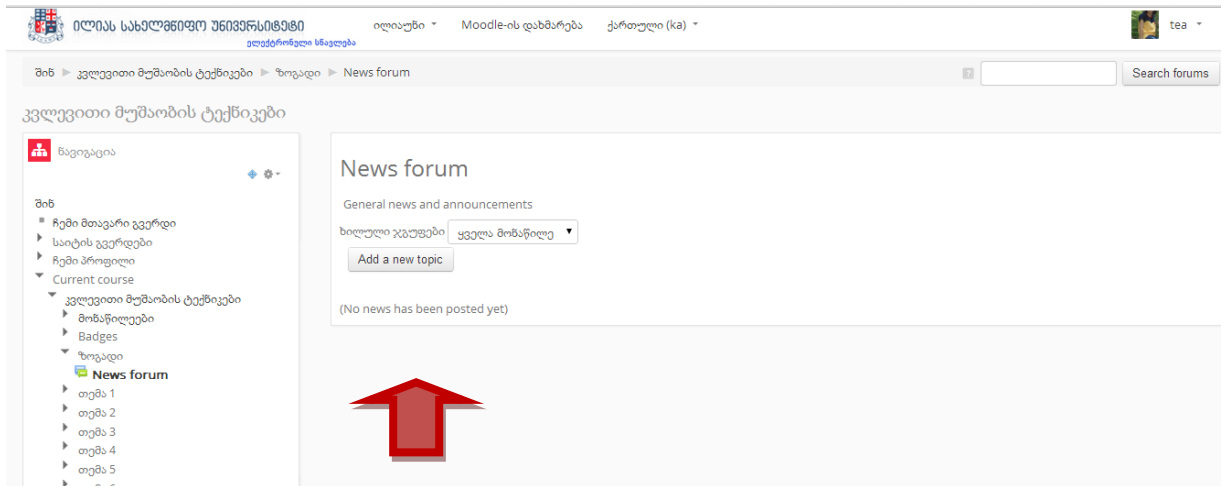 ილიას სახელმწიფო უნივერსიტეტი
ელექტრონული სწავლება
ილიაუნი Moodle-ის დახმარება ქართული (ka) tea
შინ კვლევითი მუშაობის ტექნიკები ზოგადი News forum
? Search forums
კვლევითი მუშაობის ტექნიკები
ნავიგაცია
შინ
ჩემი მთავარი გვერდი
საიტის გვერდები
ჩემი პროფილი
Current course
კვლევითი მუშაობის ტექნიკები
მონაწილეები
Badges
ზოგადი
News forum
თემა 1
თემა 2
თემა 3
თემა 4
თემა 5
News forum
General news and announcements
ხილული ჯგუფები ყველა მონაწილე
Add a new topic
(No news has been posted yet)